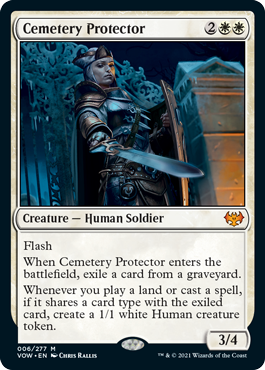 Cemetery Protector 2
Creature — Human Soldier
Flash
When Cemetery Protector enters the
battlefield, exile a card from a graveyard.
Whenever you play a land or cast a spell,
if it shares a card type with the exiled
card, create a 1/1 white Human creature
token.
3/4
006/277 M
VOW • EN Chris Rallis
™ & © 2021 Wizards of the Coast